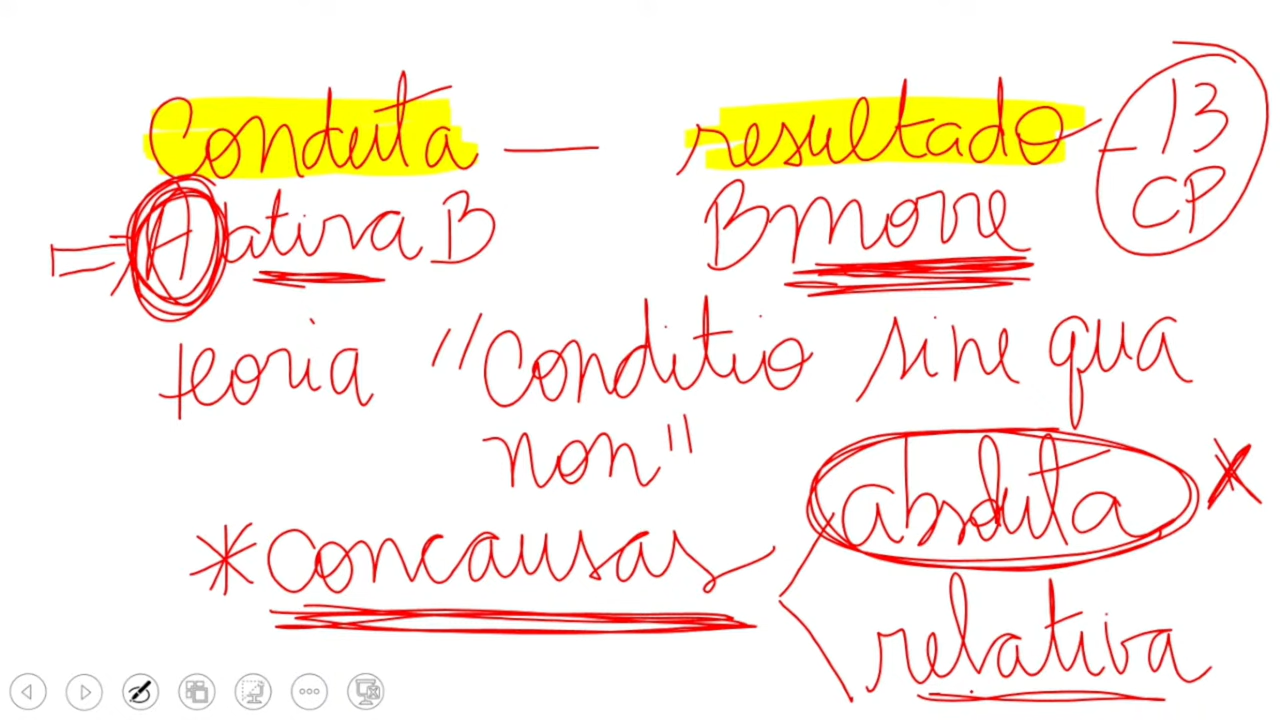 Conduta — resultado - 13
A atira B B morre CP
teoria "Conditio sine qua
non"
absoluta
* Concausas
relativa